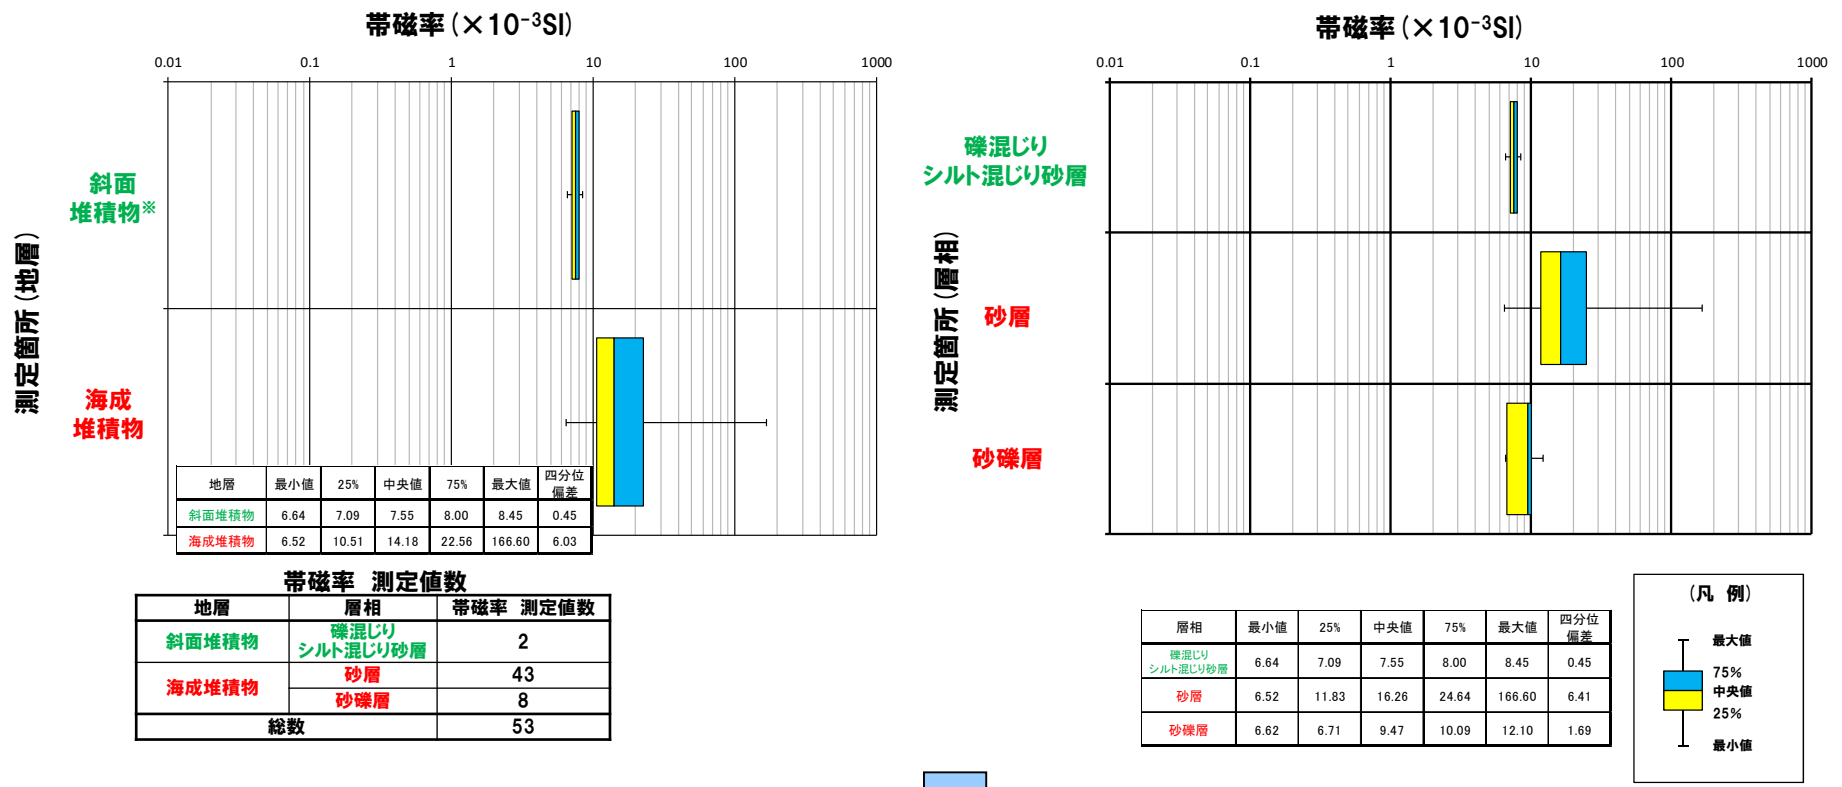 帯磁率(×10⁻³SI)
0.01 0.1 1 10 100 1000
測定箇所(地層)
斜面
堆積物※
海成
堆積物
地層 最小値 25% 中央値 75% 最大値 四分位
偏差
斜面堆積物 6.64 7.09 7.55 8.00 8.45 0.45
海成堆積物 6.52 10.51 14.18 22.56 166.60 6.03
帯磁率 測定値数
地層 層相 帯磁率 測定値数
斜面堆積物 礫混じり
シルト混じり砂層 2
海成堆積物 砂層 43
砂礫層 8
総数 53
帯磁率(×10⁻³SI)
0.01 0.1 1 10 100 1000
測定箇所(層相)
礫混じり
シルト混じり砂層
砂層
砂礫層
層相 最小値 25% 中央値 75% 最大値 四分位
偏差
礫混じり
シルト混じり砂層 6.64 7.09 7.55 8.00 8.45 0.45
砂層 6.52 11.83 16.26 24.64 166.60 6.41
砂礫層 6.62 6.71 9.47 10.09 12.10 1.69
(凡 例)
最大値
75%
中央値
25%
最小値